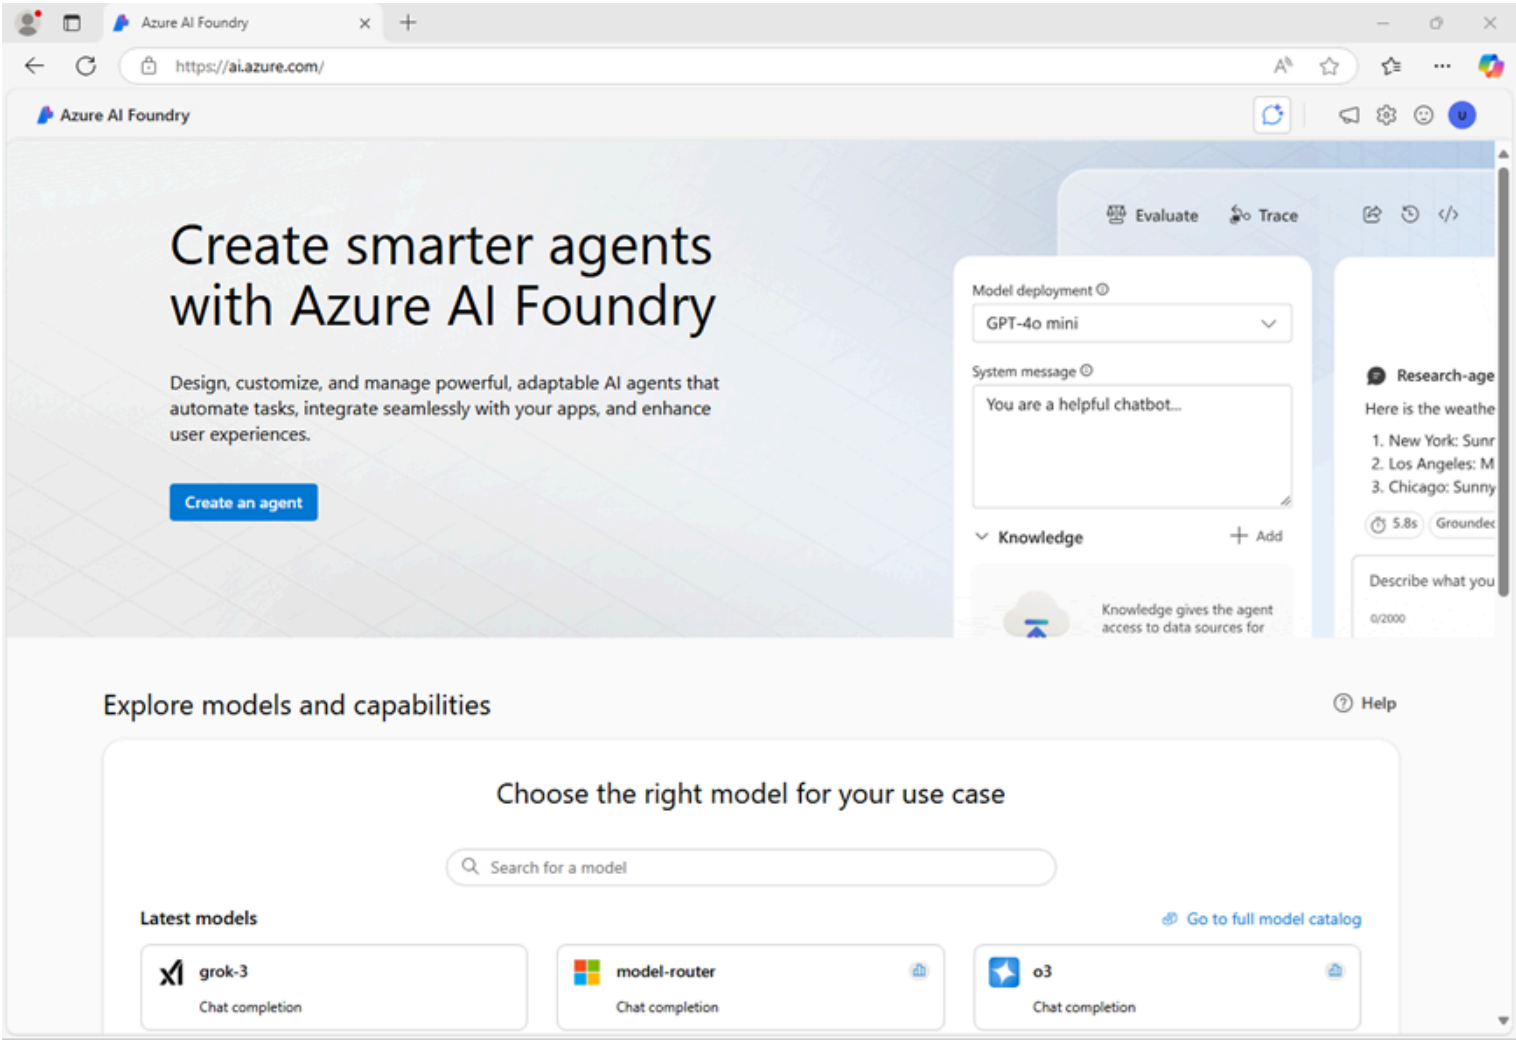 Azure AI Foundry
https://ai.azure.com/
Azure AI Foundry
U
Create smarter agents
with Azure AI Foundry
Design, customize, and manage powerful, adaptable AI agents that
automate tasks, integrate seamlessly with your apps, and enhance
user experiences.
Create an agent
Evaluate
Trace
Model deployment
GPT-4o mini
System message
You are a helpful chatbot...
Knowledge
Add
Knowledge gives the agent
access to data sources for
Research-age
Here is the weathe
1. New York: Sunr
2. Los Angeles: M
3. Chicago: Sunny
5.8s
Grounded
Describe what you
0/2000
Explore models and capabilities
Help
Choose the right model for your use case
Search for a model
Latest models
Go to full model catalog
grok-3
Chat completion
model-router
Chat completion
o3
Chat completion